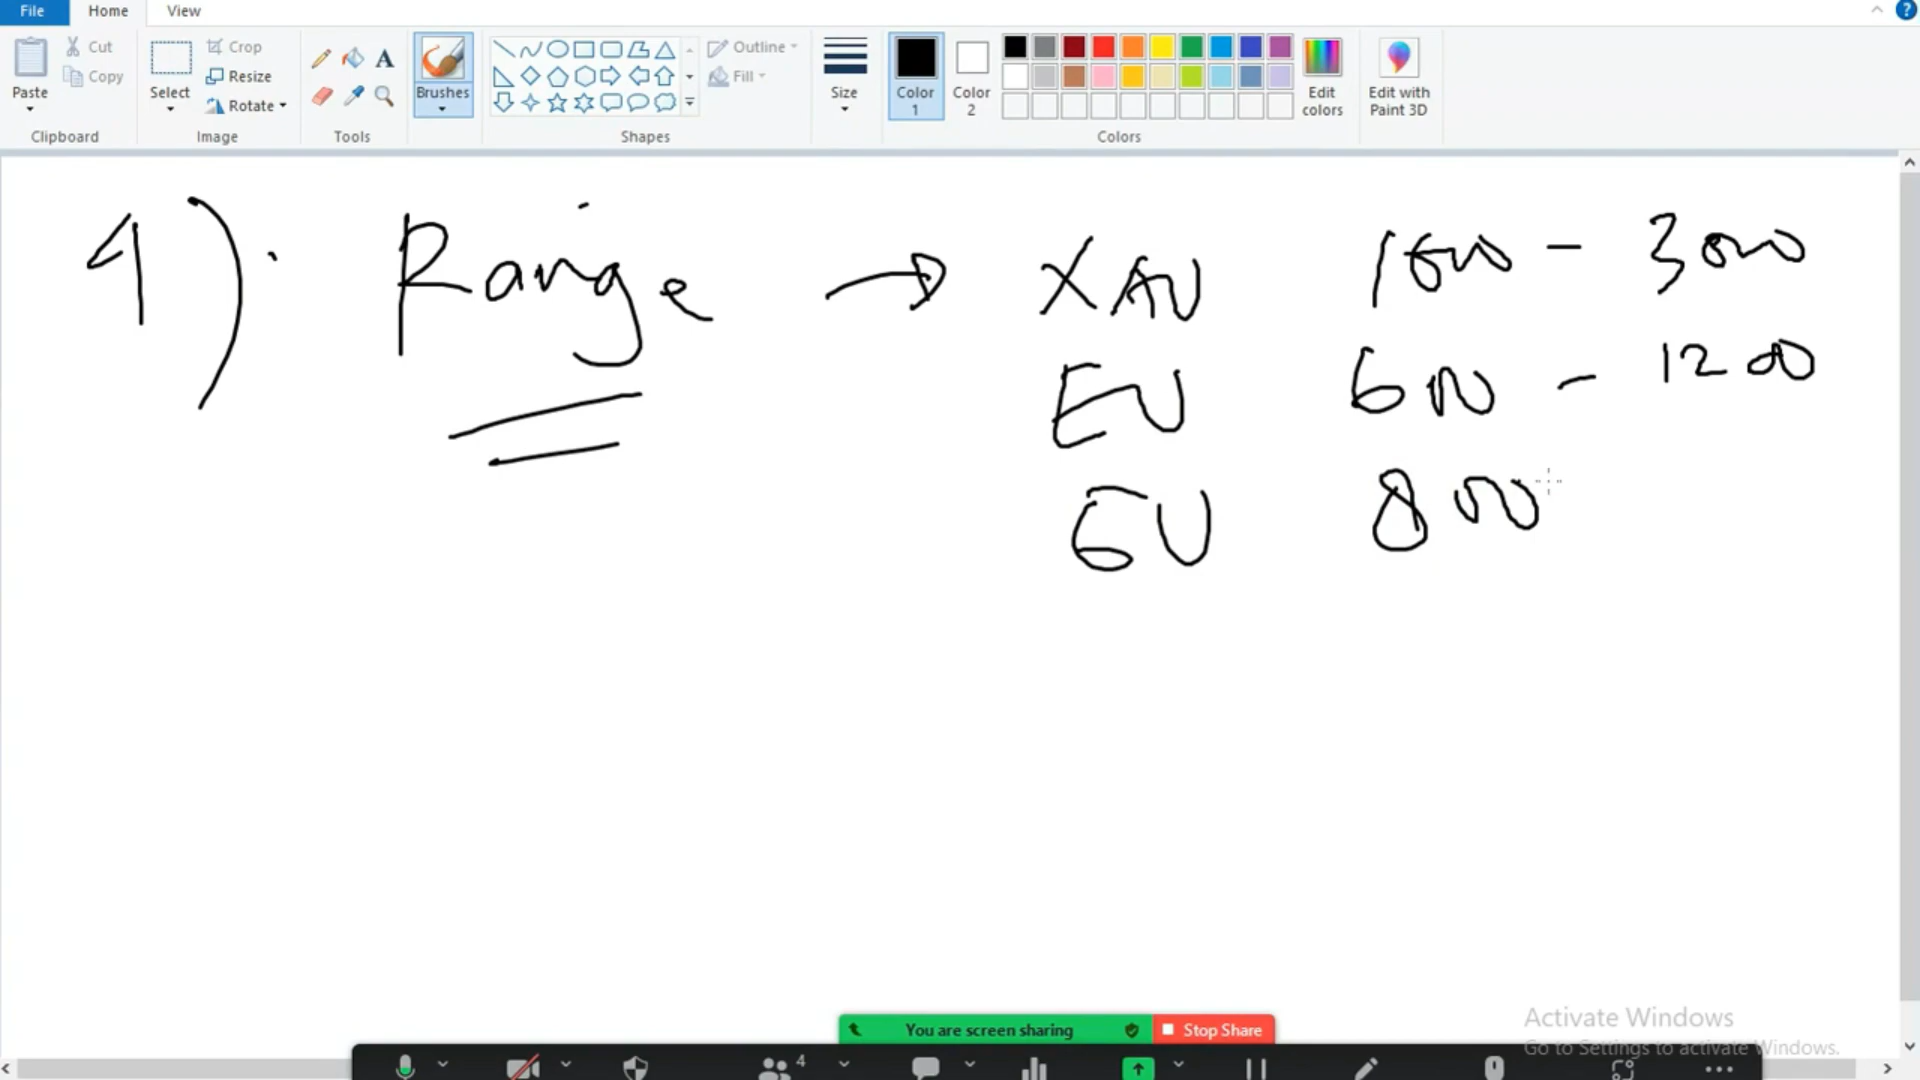 File Home View
Paste Cut Copy Select Crop Resize Rotate A Brushes Outline Fill Size Color 1 Color 2 Edit colors Edit with Paint 3D
Clipboard Image Tools Shapes Colors
4). Range → XAU 1600 - 3000
EU 600 - 1200
GU 800
Activate Windows
Go to Settings to activate Windows.
You are screen sharing Stop Share
4